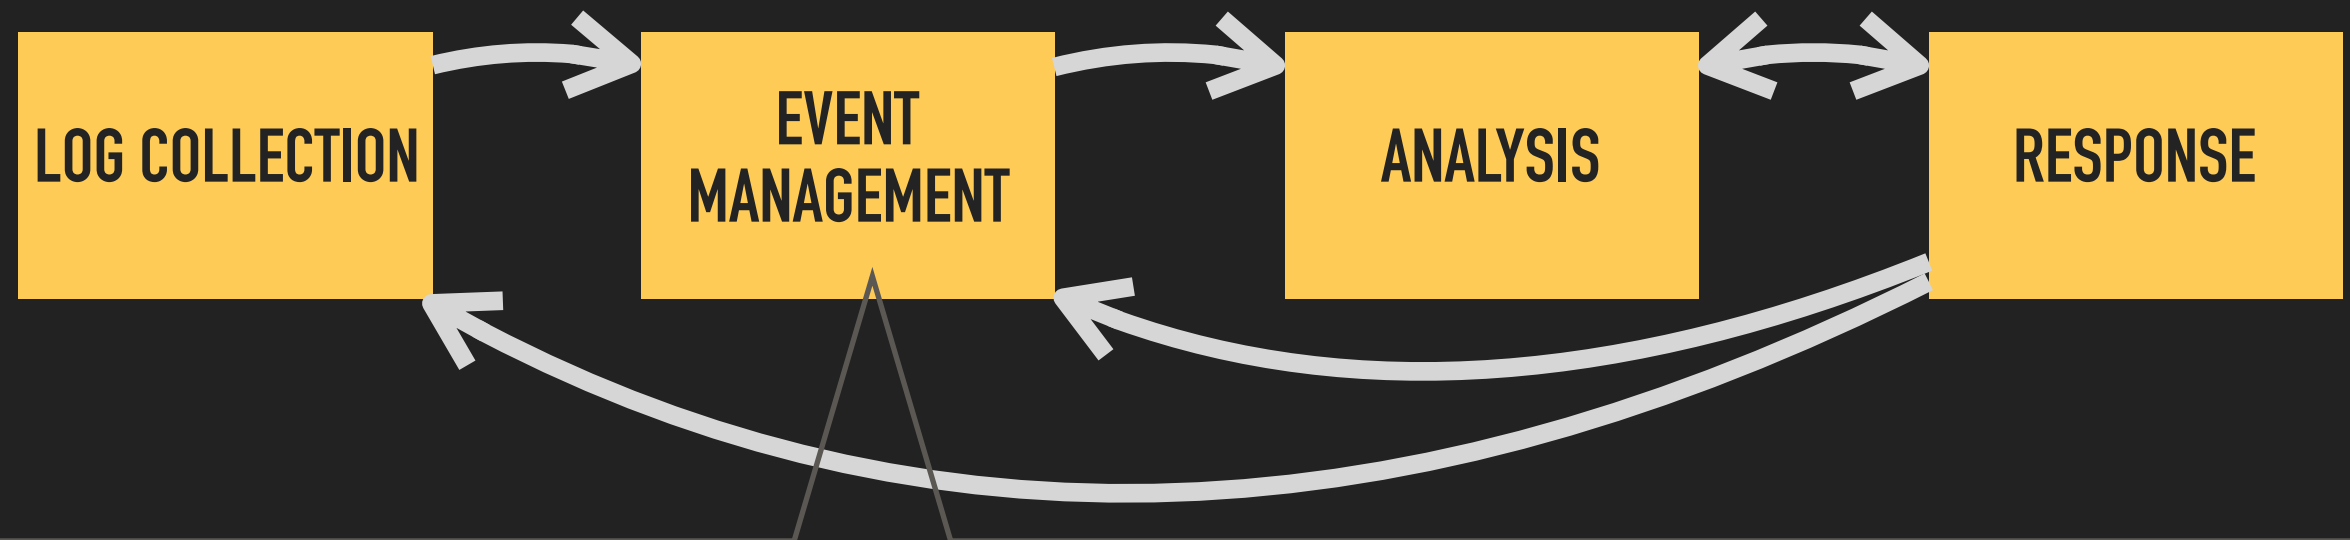 LOG COLLECTION
EVENT
MANAGEMENT
ANALYSIS
RESPONSE